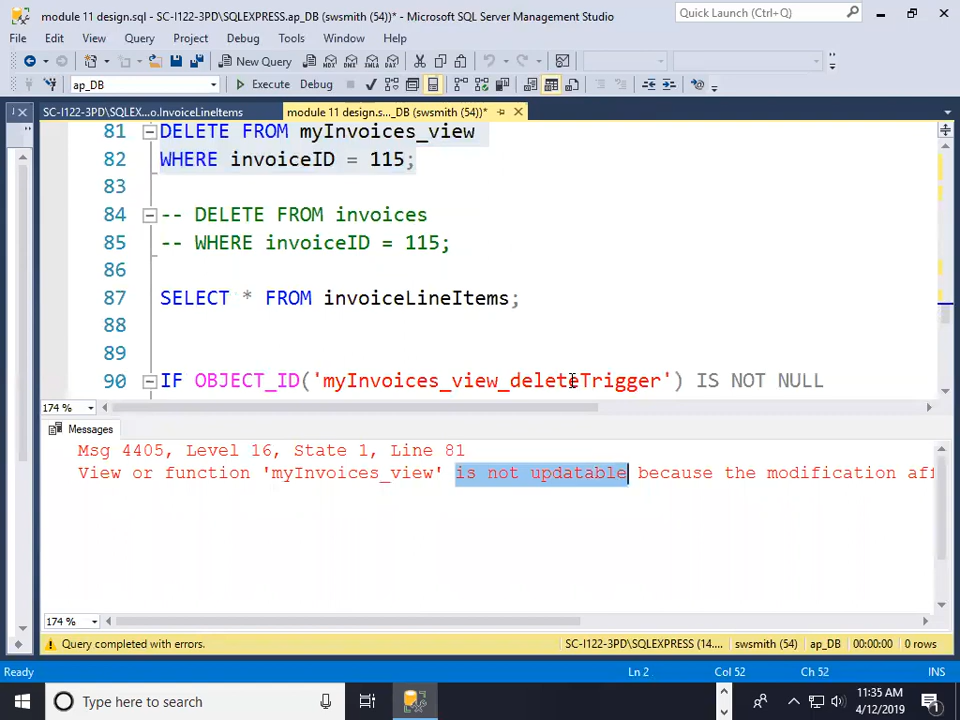 module 11 design.sql - SC-I122-3PD\SQLEXPRESS.ap_DB (swsmith (54))* - Microsoft SQL Server Management Studio
Quick Launch (Ctrl+Q)
File Edit View Query Project Debug Tools Window Help
New Query
ap_DB
Execute Debug
SC-I122-3PD\SQLEX...o.InvoiceLineItems
module 11 design.s..._DB (swsmith (54))*
81 DELETE FROM myInvoices_view
82 WHERE invoiceID = 115;
83
84 -- DELETE FROM invoices
85 -- WHERE invoiceID = 115;
86
87 SELECT * FROM invoiceLineItems;
88
89
90 IF OBJECT_ID('myInvoices_view_deleteTrigger') IS NOT NULL
174 %
Messages
Msg 4405, Level 16, State 1, Line 81
View or function 'myInvoices_view' is not updatable because the modification aff
174 %
Query completed with errors.
SC-I122-3PD\SQLEXPRESS (14.... swsmith (54) ap_DB 00:00:00 0 rows
Ready
Ln 2
Col 52
Ch 52
INS
Type here to search
11:35 AM
4/12/2019
1